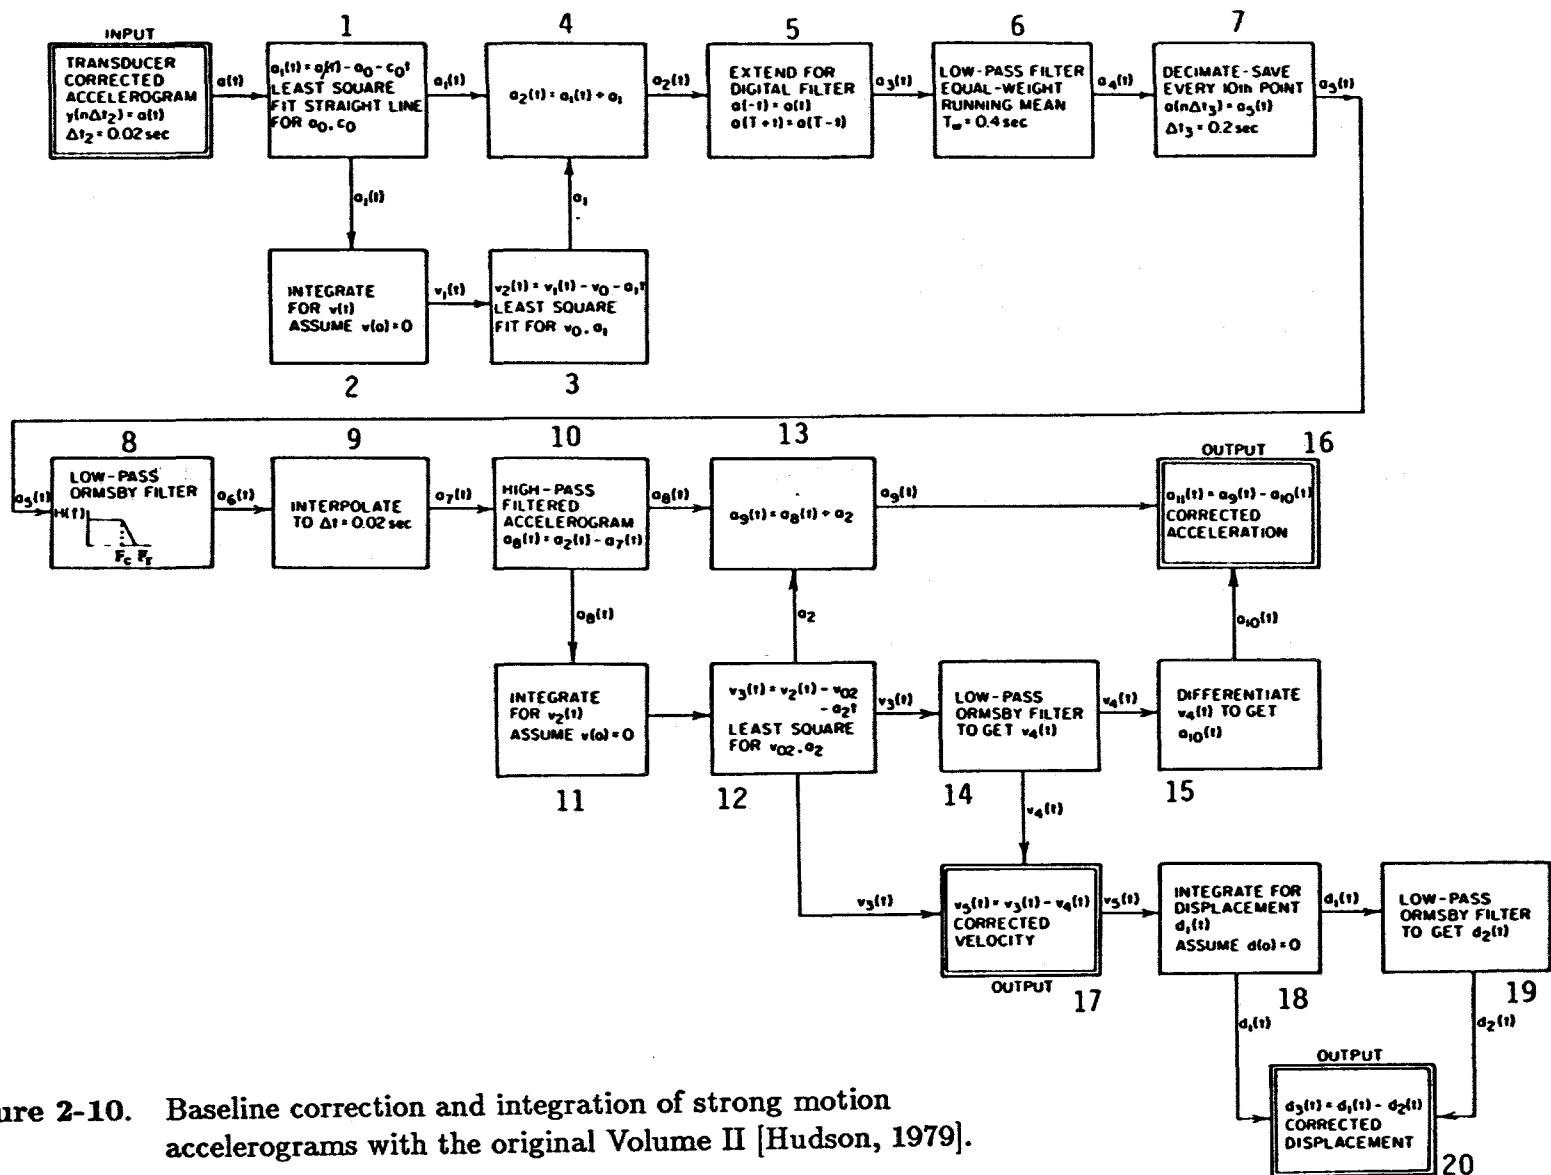 INPUT
TRANSDUCER
CORRECTED
ACCELEROGRAM
y(nΔt₂) = a(t)
Δt₂ = 0.02 sec
a(t)
1
a₁(t) = a(t) - a₀ - c₀t
LEAST SQUARE
FIT STRAIGHT LINE
FOR a₀, c₀
a₁(t)
a₁(t)
4
a₂(t) = a₁(t) + a₁
a₂(t)
a₁
5
EXTEND FOR
DIGITAL FILTER
a(-t) = a(t)
a(T+t) = a(T-t)
a₃(t)
6
LOW-PASS FILTER
EQUAL-WEIGHT
RUNNING MEAN
T_w = 0.4 sec
a₄(t)
7
DECIMATE-SAVE
EVERY 10th POINT
a(nΔt₃) = a₅(t)
Δt₃ = 0.2 sec
a₅(t)
INTEGRATE
FOR v(t)
ASSUME v(o) = 0
2
v₁(t)
v₂(t) = v₁(t) - v₀ - a₁t
LEAST SQUARE
FIT FOR v₀, a₁
3
a₅(t)
8
LOW-PASS
ORMSBY FILTER
H(f)
F_C F_T
a₆(t)
9
INTERPOLATE
TO Δt = 0.02 sec
a₇(t)
10
HIGH-PASS
FILTERED
ACCELEROGRAM
a₈(t) = a₂(t) - a₇(t)
a₈(t)
a₈(t)
13
a₉(t) = a₈(t) + a₂
a₉(t)
a₂
OUTPUT
16
a₁₁(t) = a₉(t) - a₁₀(t)
CORRECTED
ACCELERATION
a₁₀(t)
INTEGRATE
FOR v₂(t)
ASSUME v(o) = 0
11
v₃(t) = v₂(t) - v₀₂
- a₂t
LEAST SQUARE
FOR v₀₂, a₂
12
v₃(t)
LOW-PASS
ORMSBY FILTER
TO GET v₄(t)
14
v₄(t)
v₄(t)
DIFFERENTIATE
v₄(t) TO GET
a₁₀(t)
15
v₃(t)
v₅(t) = v₃(t) - v₄(t)
CORRECTED
VELOCITY
OUTPUT
17
v₅(t)
INTEGRATE FOR
DISPLACEMENT
d₁(t)
ASSUME d(o) = 0
18
d₁(t)
d₁(t)
LOW-PASS
ORMSBY FILTER
TO GET d₂(t)
19
d₂(t)
OUTPUT
d₃(t) = d₁(t) - d₂(t)
CORRECTED
DISPLACEMENT
20
ure 2-10. Baseline correction and integration of strong motion
accelerograms with the original Volume II [Hudson, 1979].